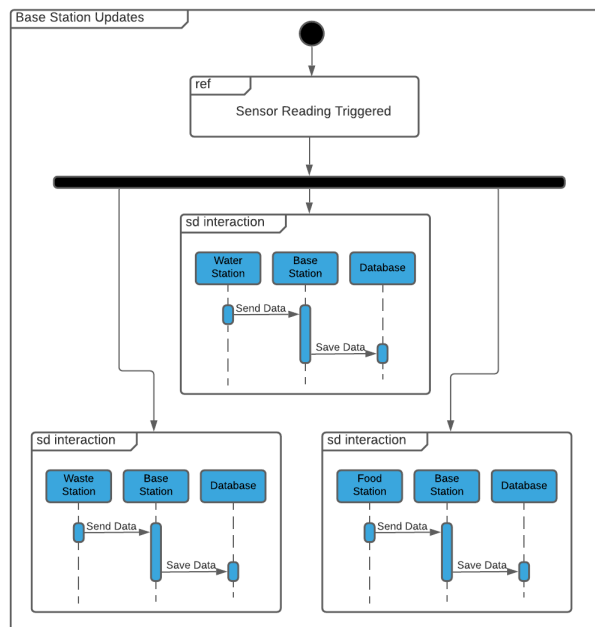 Base Station Updates
ref
Sensor Reading Triggered
sd interaction
Water
Station
Base
Station
Database
Send Data
Save Data
sd interaction
Waste
Station
Base
Station
Database
Send Data
Save Data
sd interaction
Food
Station
Base
Station
Database
Send Data
Save Data